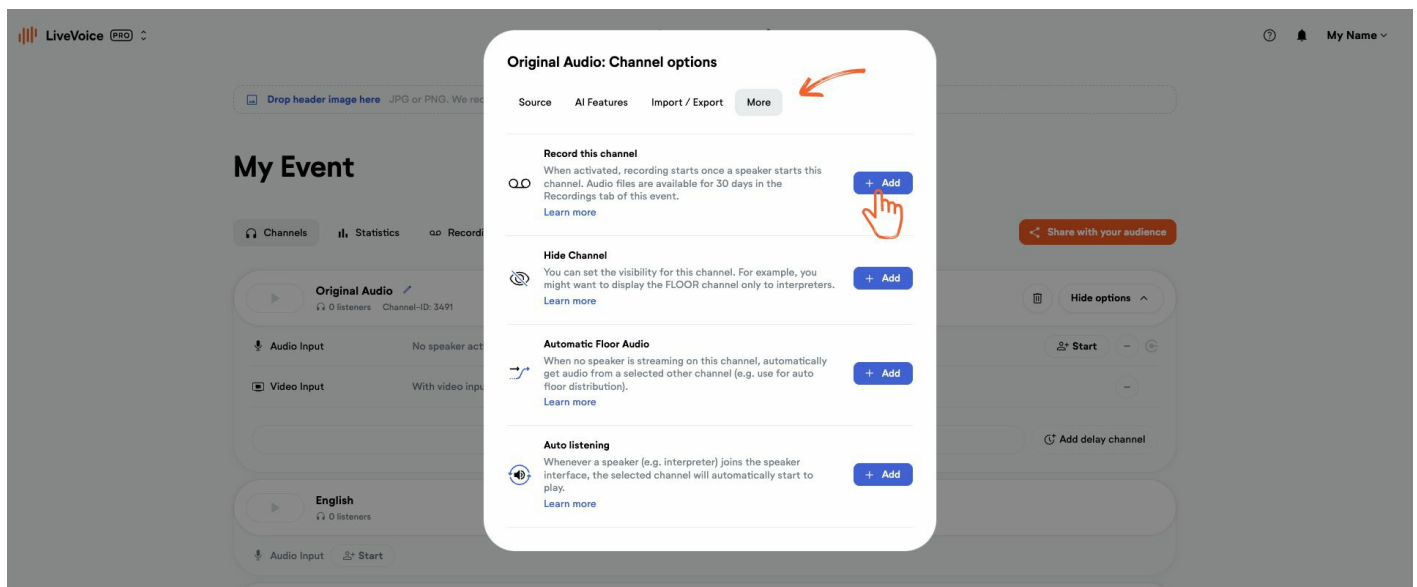 LiveVoice PRO
My Name
Original Audio: Channel options
Drop header image here JPG or PNG. We rec
Source AI Features Import / Export More
My Event
Record this channel
When activated, recording starts once a speaker starts this
channel. Audio files are available for 30 days in the
Recordings tab of this event.
Learn more
+ Add
Channels Statistics Recordi
Share with your audience
Hide Channel
You can set the visibility for this channel. For example, you
might want to display the FLOOR channel only to interpreters.
Learn more
+ Add
Original Audio
0 listeners Channel-ID: 3491
Hide options
Audio Input No speaker act
Start
Automatic Floor Audio
When no speaker is streaming on this channel, automatically
get audio from a selected other channel (e.g. use for auto
floor distribution).
Learn more
+ Add
Video Input With video inpu
Add delay channel
Auto listening
Whenever a speaker (e.g. interpreter) joins the speaker
interface, the selected channel will automatically start to
play.
Learn more
+ Add
English
0 listeners
Audio Input Start